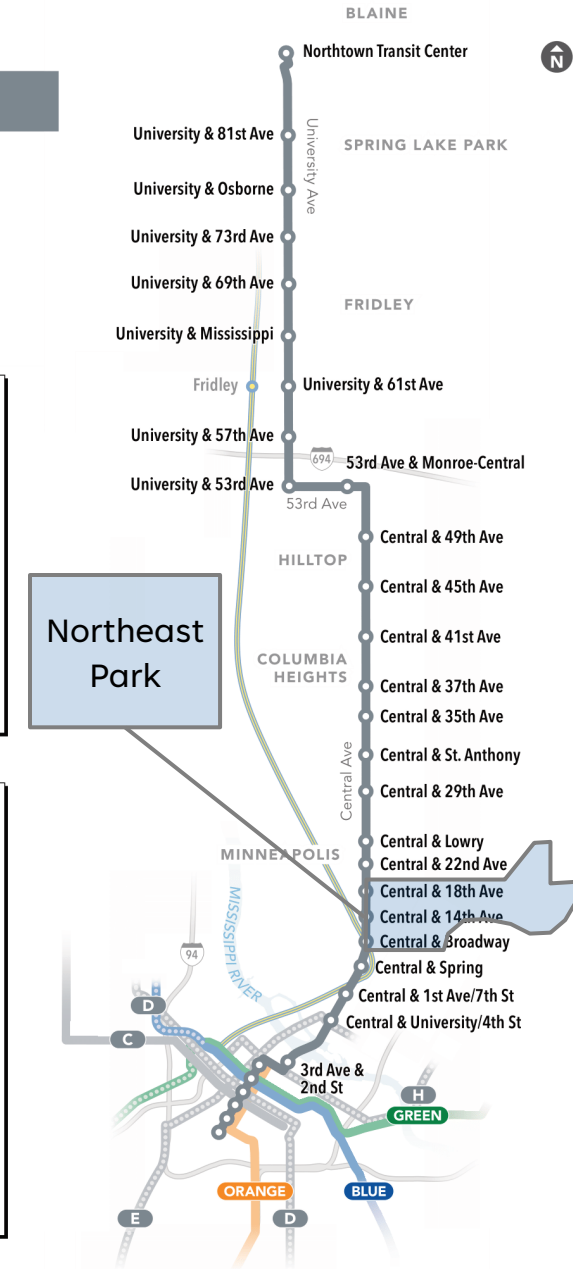 BLAINE
Northtown Transit Center
N
University & 81st Ave
University Ave
SPRING LAKE PARK
University & Osborne
University & 73rd Ave
University & 69th Ave
FRIDLEY
University & Mississippi
Fridley
University & 61st Ave
University & 57th Ave
694
53rd Ave & Monroe-Central
University & 53rd Ave
53rd Ave
Central & 49th Ave
HILLTOP
Central & 45th Ave
Northeast
Park
Central & 41st Ave
COLUMBIA
HEIGHTS
Central & 37th Ave
Central & 35th Ave
Central Ave
Central & St. Anthony
Central & 29th Ave
Central & Lowry
MINNEAPOLIS
Central & 22nd Ave
Central & 18th Ave
Central & 14th Ave
Central & Broadway
MISSISSIPPI RIVER
94
Central & Spring
Central & 1st Ave/7th St
D
Central & University/4th St
C
3rd Ave &
2nd St
H
GREEN
ORANGE
BLUE
E
D